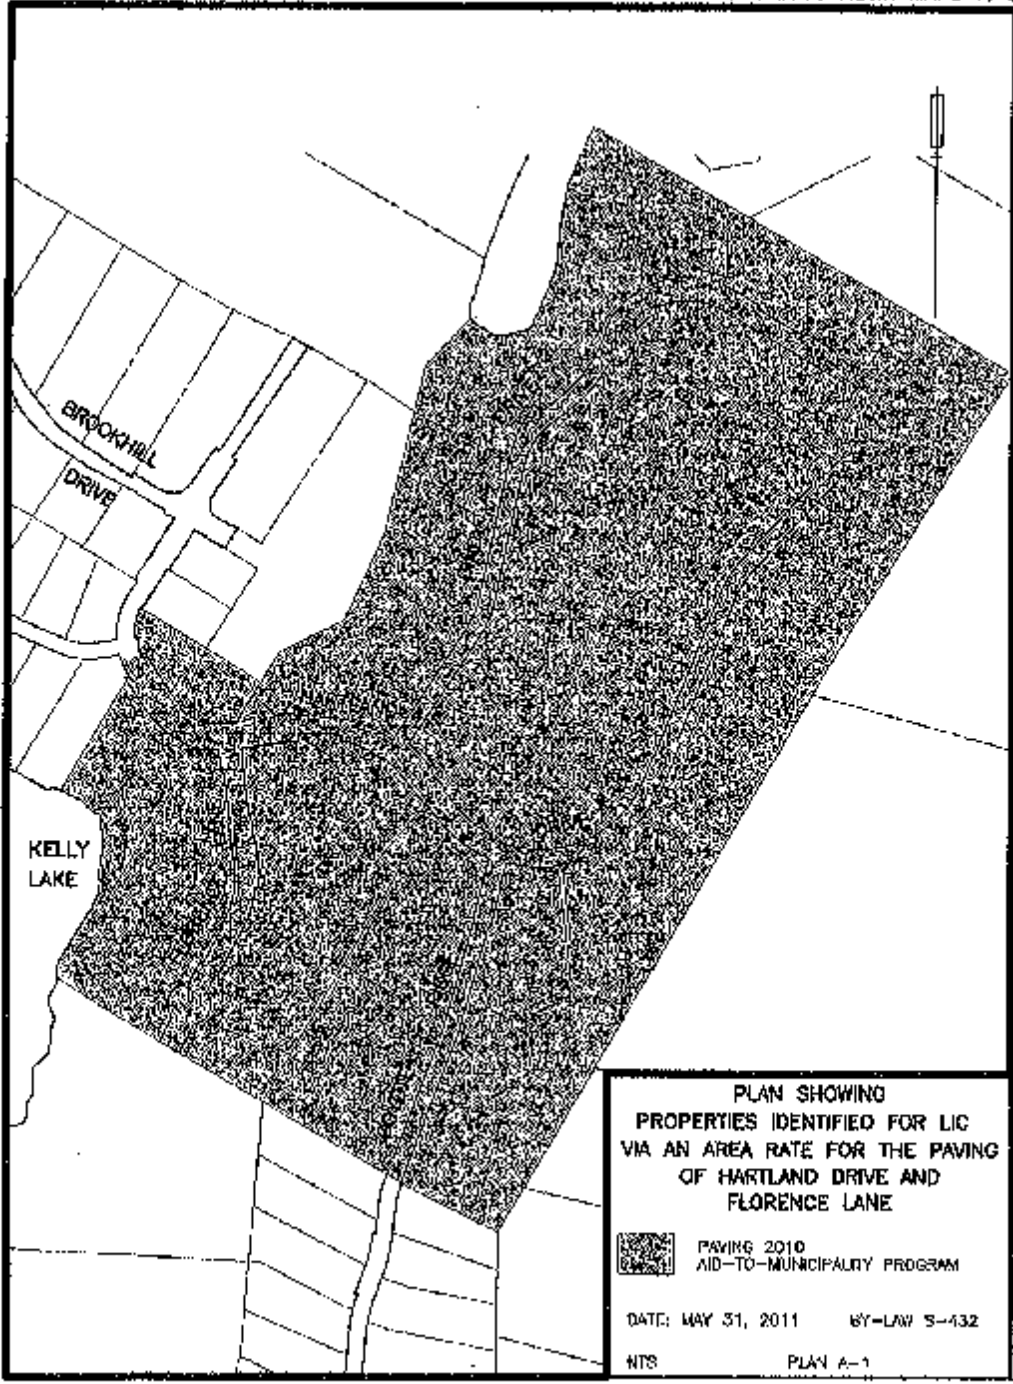 BROOKHILL
DRIVE
KELLY
LAKE
PLAN SHOWING
PROPERTIES IDENTIFIED FOR LIC
VIA AN AREA RATE FOR THE PAVING
OF HARTLAND DRIVE AND
FLORENCE LANE
PAVING 2010
AID-TO-MUNICIPALITY PROGRAM
DATE: MAY 31, 2011 BY-LAW S-432
NTS PLAN A-1